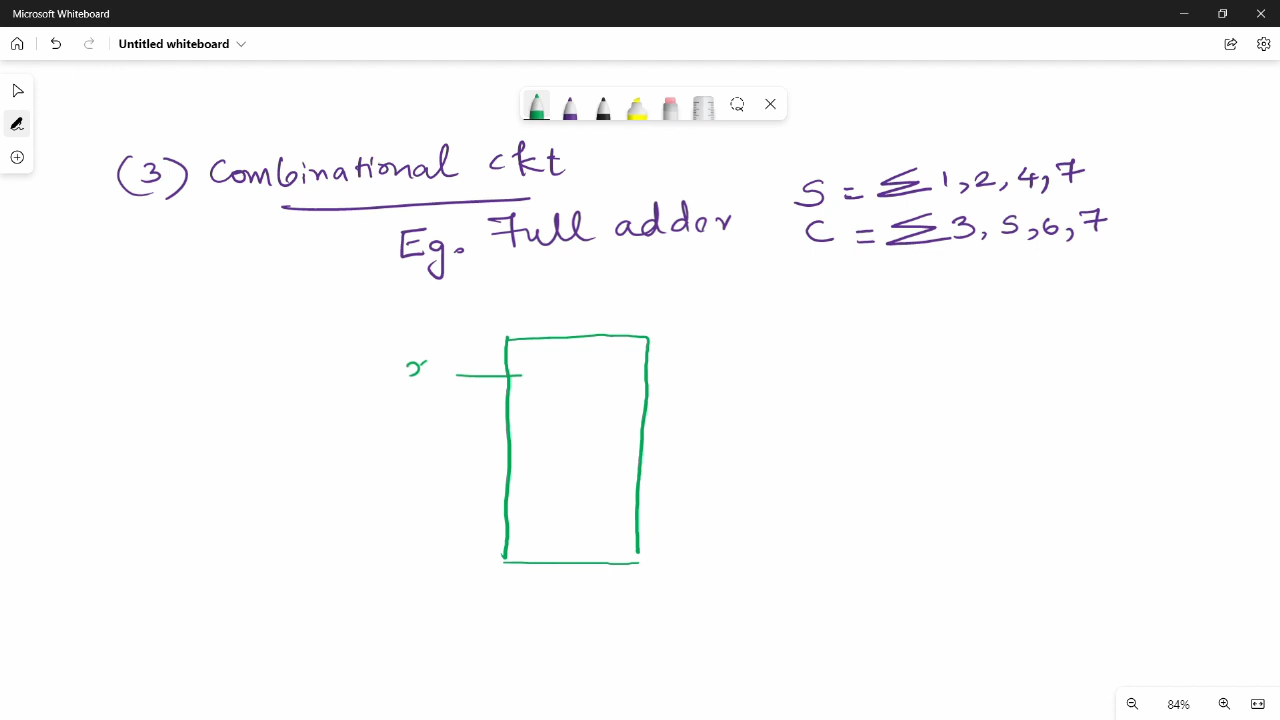 Microsoft Whiteboard
Untitled whiteboard
(3) Combinational ckt
Eg. Full adder
S = Σ 1, 2, 4, 7
C = Σ 3, 5, 6, 7
x
84%